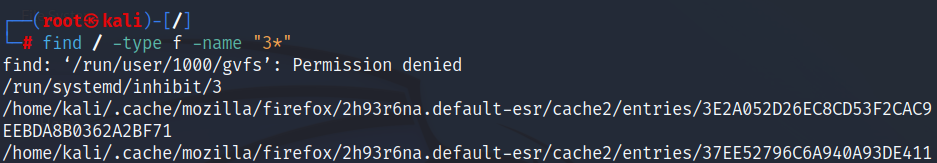 ┌──(root㉿kali)-[/]
└─# find / -type f -name "3*"
find: ‘/run/user/1000/gvfs’: Permission denied
/run/systemd/inhibit/3
/home/kali/.cache/mozilla/firefox/2h93r6na.default-esr/cache2/entries/3E2A052D26EC8CD53F2CAC9
EEBDA8B0362A2BF71
/home/kali/.cache/mozilla/firefox/2h93r6na.default-esr/cache2/entries/37EE52796C6A940A93DE411